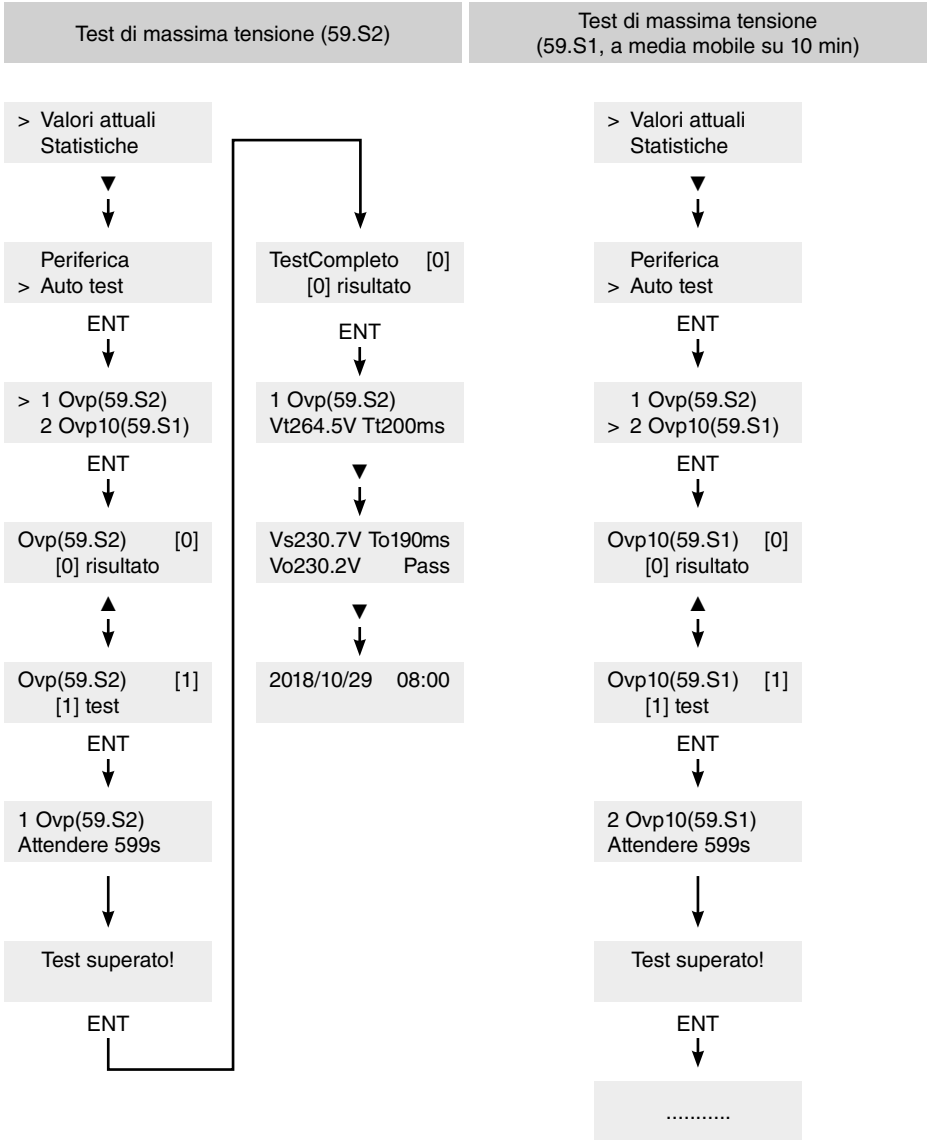 Test di massima tensione (59.S2)
> Valori attuali
Statistiche
Periferica
> Auto test
ENT
> 1 Ovp(59.S2)
2 Ovp10(59.S1)
ENT
Ovp(59.S2) [0]
[0] risultato
Ovp(59.S2) [1]
[1] test
ENT
1 Ovp(59.S2)
Attendere 599s
Test superato!
ENT
TestCompleto [0]
[0] risultato
ENT
1 Ovp(59.S2)
Vt264.5V Tt200ms
Vs230.7V To190ms
Vo230.2V Pass
2018/10/29 08:00
Test di massima tensione
(59.S1, a media mobile su 10 min)
> Valori attuali
Statistiche
Periferica
> Auto test
ENT
1 Ovp(59.S2)
> 2 Ovp10(59.S1)
ENT
Ovp10(59.S1) [0]
[0] risultato
Ovp10(59.S1) [1]
[1] test
ENT
2 Ovp10(59.S1)
Attendere 599s
Test superato!
ENT
...........